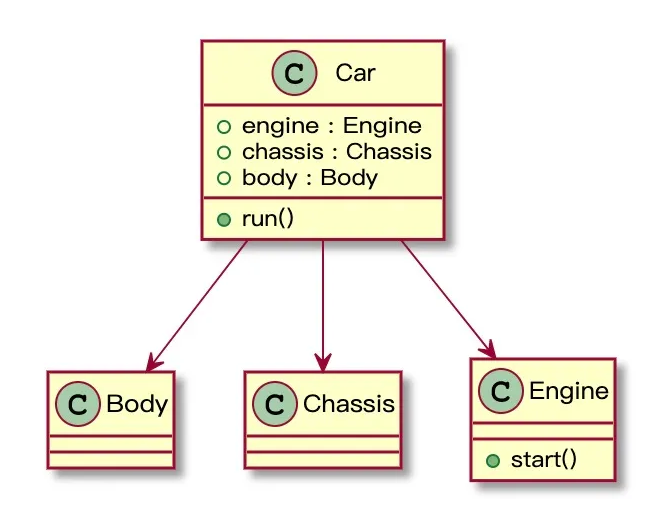 C Car
engine : Engine
chassis : Chassis
body : Body
run()
C Body
C Chassis
C Engine
start()